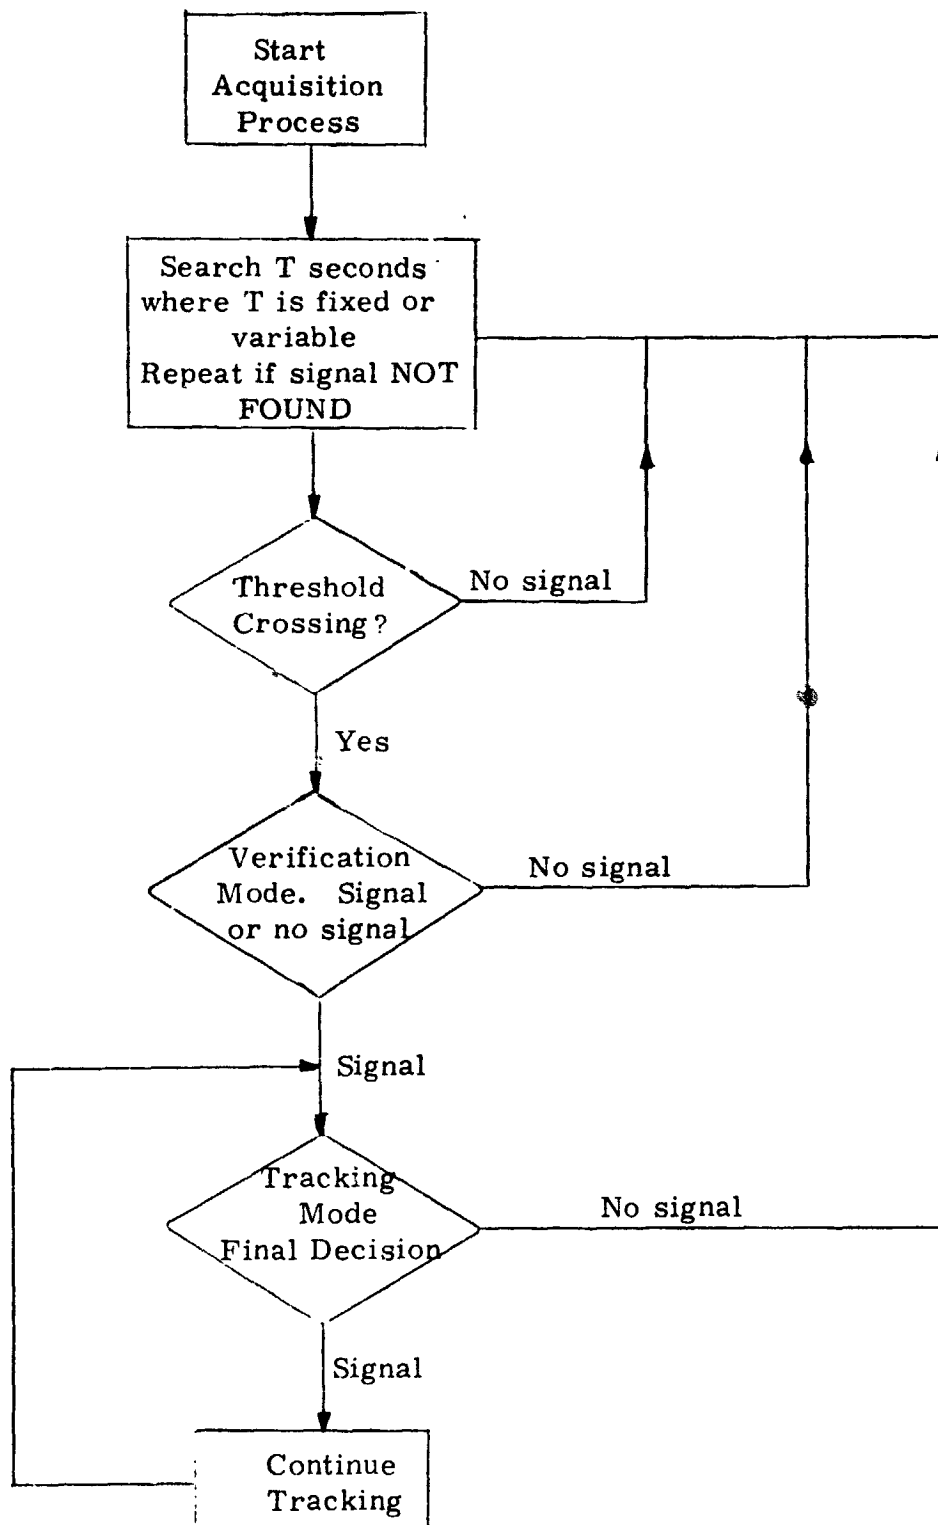 Start
Acquisition
Process
Search T seconds
where T is fixed or
variable
Repeat if signal NOT
FOUND
Threshold
Crossing?
No signal
Yes
Verification
Mode. Signal
or no signal
No signal
Signal
Tracking
Mode
Final Decision
No signal
Signal
Continue
Tracking